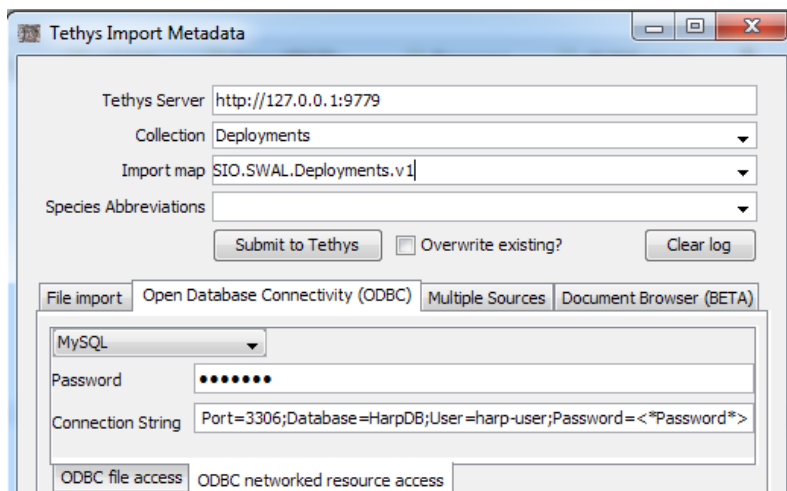 Tethys Import Metadata
Tethys Server http://127.0.0.1:9779
Collection Deployments
Import map SIO.SWAL.Deployments.v1
Species Abbreviations
Submit to Tethys Overwrite existing? Clear log
File import Open Database Connectivity (ODBC) Multiple Sources Document Browser (BETA)
MySQL
Password •••••••
Connection String Port=3306;Database=HarpDB;User=harp-user;Password=<*Password*>
ODBC file access ODBC networked resource access